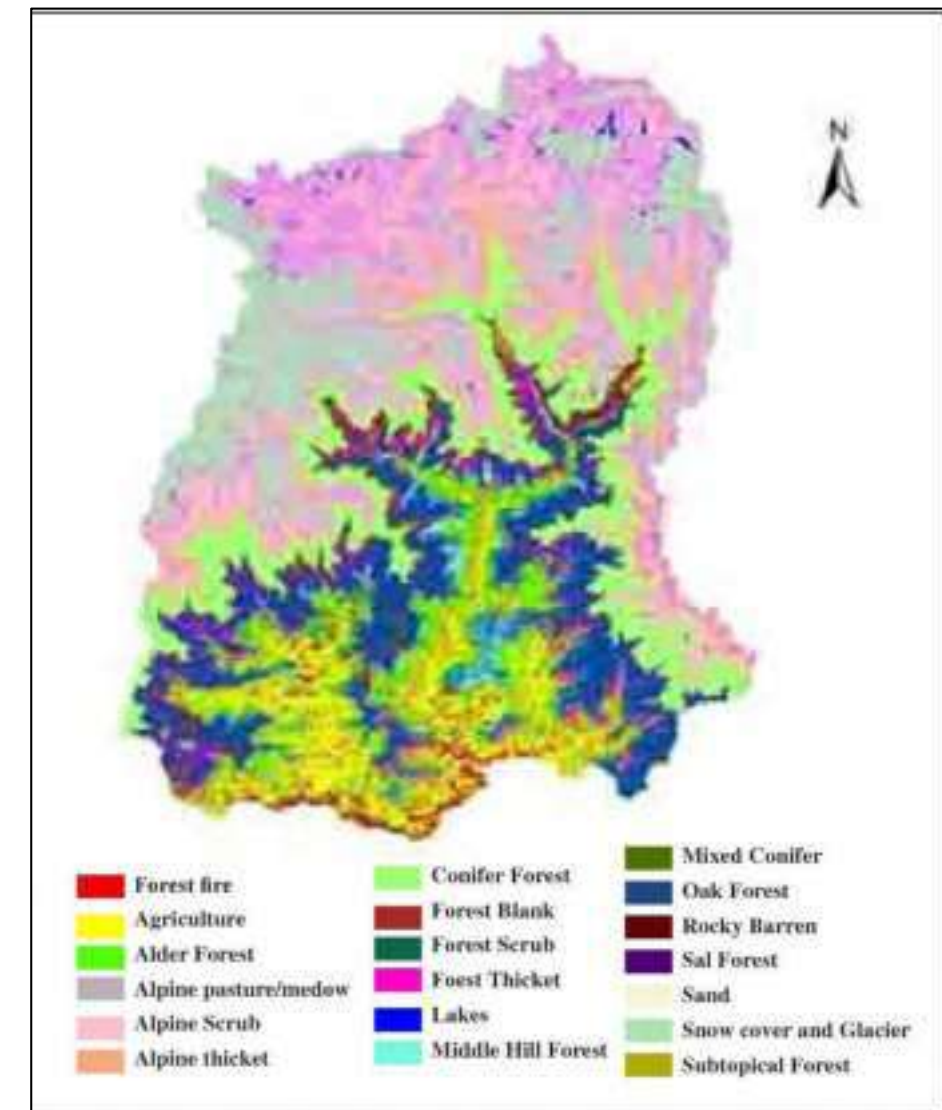 N
Forest fire
Agriculture
Alder Forest
Alpine pasture/medow
Alpine Scrub
Alpine thicket
Conifer Forest
Forest Blank
Forest Scrub
Foest Thicket
Lakes
Middle Hill Forest
Mixed Conifer
Oak Forest
Rocky Barren
Sal Forest
Sand
Snow cover and Glacier
Subtopical Forest